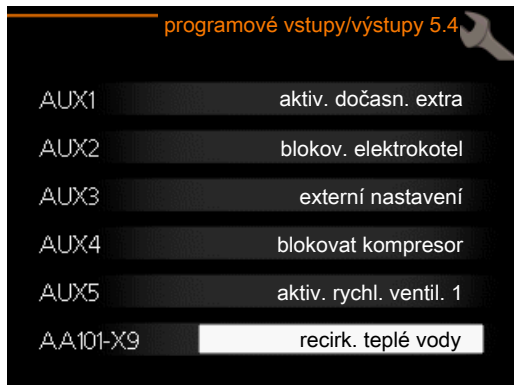 programové vstupy/výstupy 5.4
AUX1 aktiv. dočasn. extra
AUX2 blokov. elektrokotel
AUX3 externí nastavení
AUX4 blokovat kompresor
AUX5 aktiv. rychl. ventil. 1
AA101-X9 recirk. teplé vody